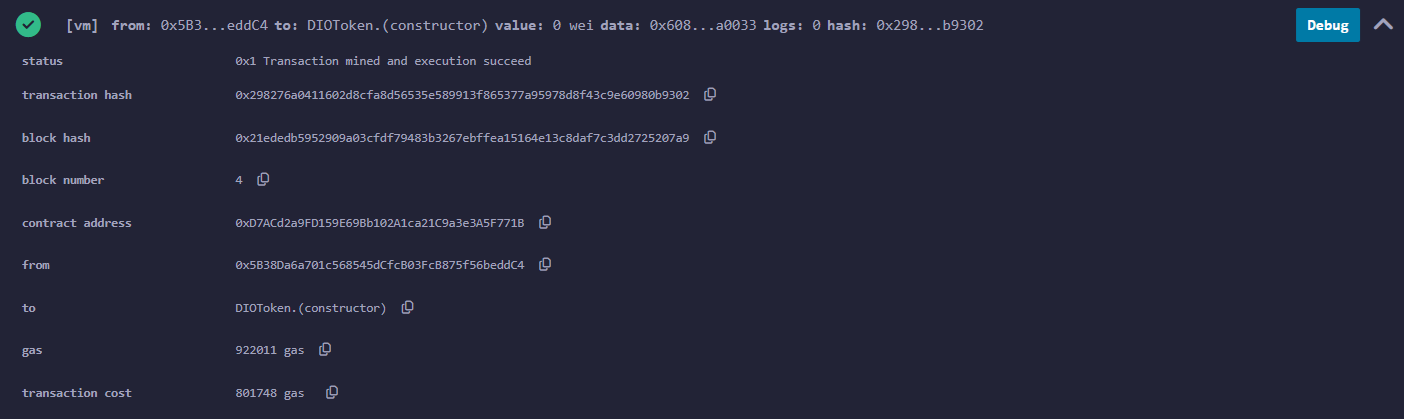 [vm] from: 0x5B3...eddC4 to: DIOToken.(constructor) value: 0 wei data: 0x608...a0033 logs: 0 hash: 0x298...b9302 Debug
status 0x1 Transaction mined and execution succeed
transaction hash 0x298276a0411602d8cfa8d56535e589913f865377a95978d8f43c9e60980b9302
block hash 0x21ededb5952909a03cfdf79483b3267ebffea15164e13c8daf7c3dd2725207a9
block number 4
contract address 0xD7ACd2a9FD159E69Bb102A1ca21C9a3e3A5F771B
from 0x5B38Da6a701c568545dCfcB03FcB875f56beddC4
to DIOToken.(constructor)
gas 922011 gas
transaction cost 801748 gas